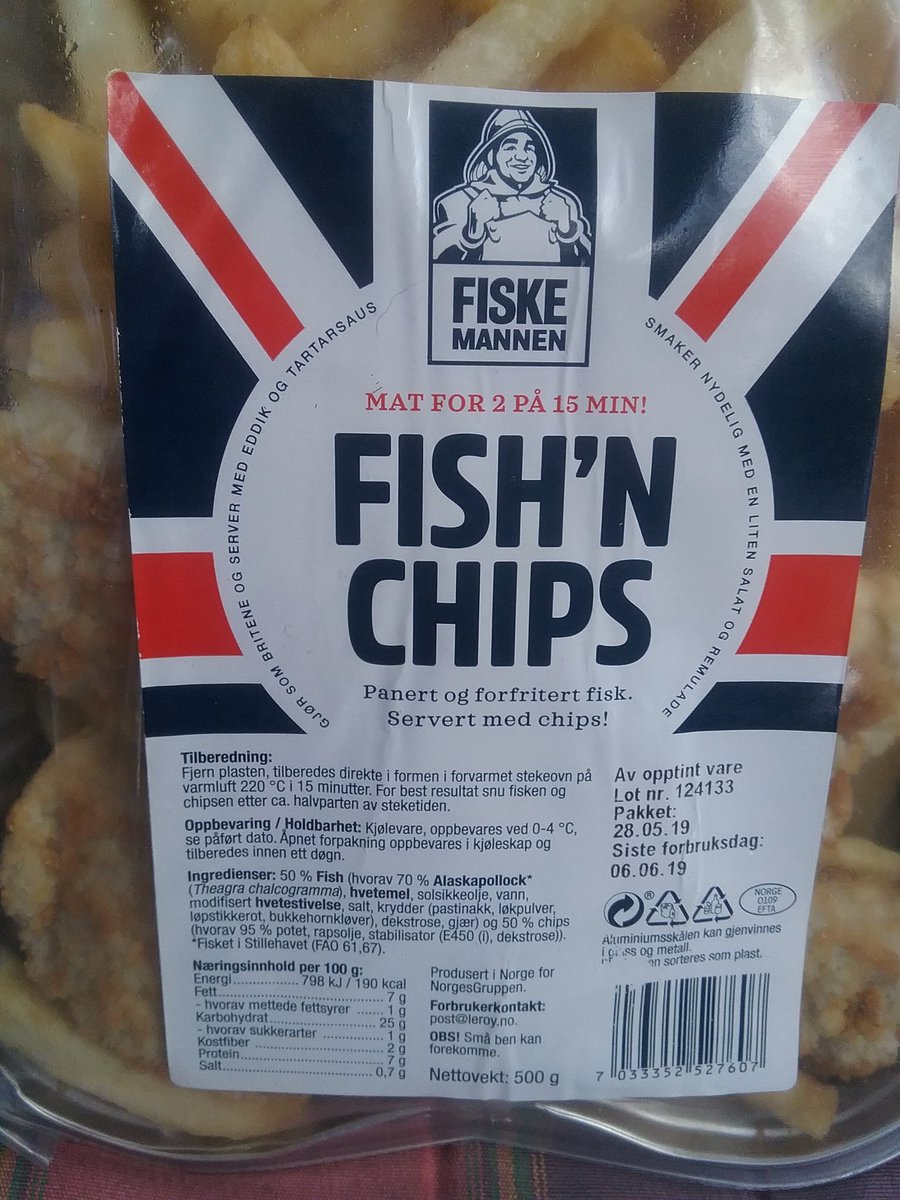 FISKE
MANNEN
GJØR SOM BRITENE OG SERVER MED EDDIK OG TARTARSAUS
SMAKER NYDELIG MED EN LITEN SALAT OG REMULADE
MAT FOR 2 PÅ 15 MIN!
FISH'N
CHIPS
Panert og forfritert fisk.
Servert med chips!
Tilberedning:
Fjern plasten, tilberedes direkte i formen i forvarmet stekeovn på
varmluft 220 °C i 15 minutter. For best resultat snu fisken og
chipsen etter ca. halvparten av steketiden.
Oppbevaring / Holdbarhet: Kjølevare, oppbevares ved 0-4 °C,
se påført dato. Åpnet forpakning oppbevares i kjøleskap og
tilberedes innen ett døgn.
Ingredienser: 50 % Fish (hvorav 70 % Alaskapollock*
(Theagra chalcogramma), hvetemel, solsikkeolje, vann,
modifisert hvetestivelse, salt, krydder (pastinakk, løkpulver,
løpstikkerot, bukkehornkløver), dekstrose, gjær) og 50 % chips
(hvorav 95 % potet, rapsolje, stabilisator (E450 (i), dekstrose)).
*Fisket i Stillehavet (FAO 61,67).
Næringsinnhold per 100 g:
Energi................798 kJ / 190 kcal
Fett.........................................7 g
- hvorav mettede fettsyrer .......1 g
Karbohydrat............................25 g
- hvorav sukkerarter ................1 g
Kostfiber .................................2 g
Protein.....................................7 g
Salt.......................................0,7 g
Produsert i Norge for
NorgesGruppen.
Forbrukerkontakt:
post@leroy.no.
OBS! Små ben kan
forekomme.
Nettovekt: 500 g
Av opptint vare
Lot nr. 124133
Pakket:
28.05.19
Siste forbruksdag:
06.06.19
®
NORGE
O109
EFTA
Aluminiumsskålen kan gjenvinnes
i glass og metall.
sorteres som plast.
7 033352 527607